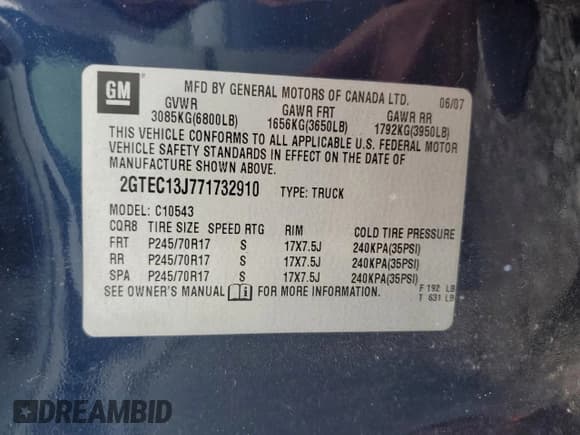 GM
MFD BY GENERAL MOTORS OF CANADA LTD. 06/07
GVWR GAWR FRT GAWR RR
3085KG(6800LB) 1656KG(3650LB) 1792KG(3950LB)
THIS VEHICLE CONFORMS TO ALL APPLICABLE U.S. FEDERAL MOTOR
VEHICLE SAFETY STANDARDS IN EFFECT ON THE DATE OF
MANUFACTURE SHOWN ABOVE.
2GTEC13J771732910 TYPE: TRUCK
MODEL: C10543
CQR8 TIRE SIZE SPEED RTG RIM COLD TIRE PRESSURE
FRT P245/70R17 S 17X7.5J 240KPA(35PSI)
RR P245/70R17 S 17X7.5J 240KPA(35PSI)
SPA P245/70R17 S 17X7.5J 240KPA(35PSI)
SEE OWNER'S MANUAL FOR MORE INFORMATION.
F 192 LB
T 631 LB
DREAMBID